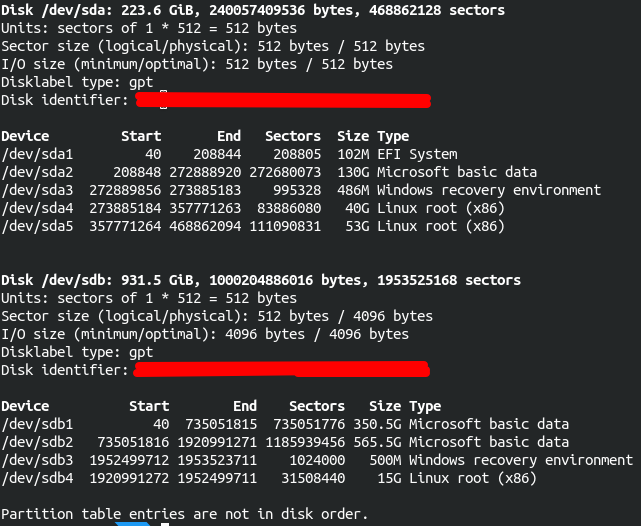 Disk /dev/sda: 223.6 GiB, 240057409536 bytes, 468862128 sectors
Units: sectors of 1 * 512 = 512 bytes
Sector size (logical/physical): 512 bytes / 512 bytes
I/O size (minimum/optimal): 512 bytes / 512 bytes
Disklabel type: gpt
Disk identifier:
Device Start End Sectors Size Type
/dev/sda1 40 208844 208805 102M EFI System
/dev/sda2 208848 272888920 272680073 130G Microsoft basic data
/dev/sda3 272889856 273885183 995328 486M Windows recovery environment
/dev/sda4 273885184 357771263 83886080 40G Linux root (x86)
/dev/sda5 357771264 468862094 111090831 53G Linux root (x86)
Disk /dev/sdb: 931.5 GiB, 1000204886016 bytes, 1953525168 sectors
Units: sectors of 1 * 512 = 512 bytes
Sector size (logical/physical): 512 bytes / 4096 bytes
I/O size (minimum/optimal): 4096 bytes / 4096 bytes
Disklabel type: gpt
Disk identifier:
Device Start End Sectors Size Type
/dev/sdb1 40 735051815 735051776 350.5G Microsoft basic data
/dev/sdb2 735051816 1920991271 1185939456 565.5G Microsoft basic data
/dev/sdb3 1952499712 1953523711 1024000 500M Windows recovery environment
/dev/sdb4 1920991272 1952499711 31508440 15G Linux root (x86)
Partition table entries are not in disk order.